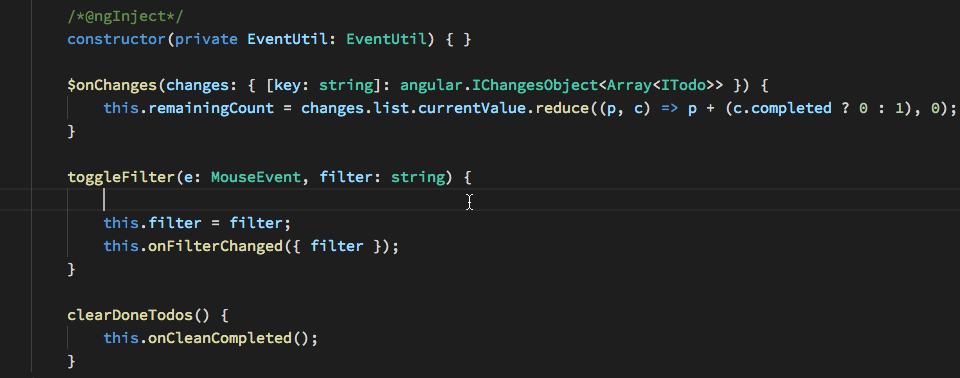 /*@ngInject*/
constructor(private EventUtil: EventUtil) { }
$onChanges(changes: { [key: string]: angular.IChangesObject<Array<ITodo>> }) {
this.remainingCount = changes.list.currentValue.reduce((p, c) => p + (c.completed ? 0 : 1), 0);
}
toggleFilter(e: MouseEvent, filter: string) {
this.filter = filter;
this.onFilterChanged({ filter });
}
clearDoneTodos() {
this.onCleanCompleted();
}